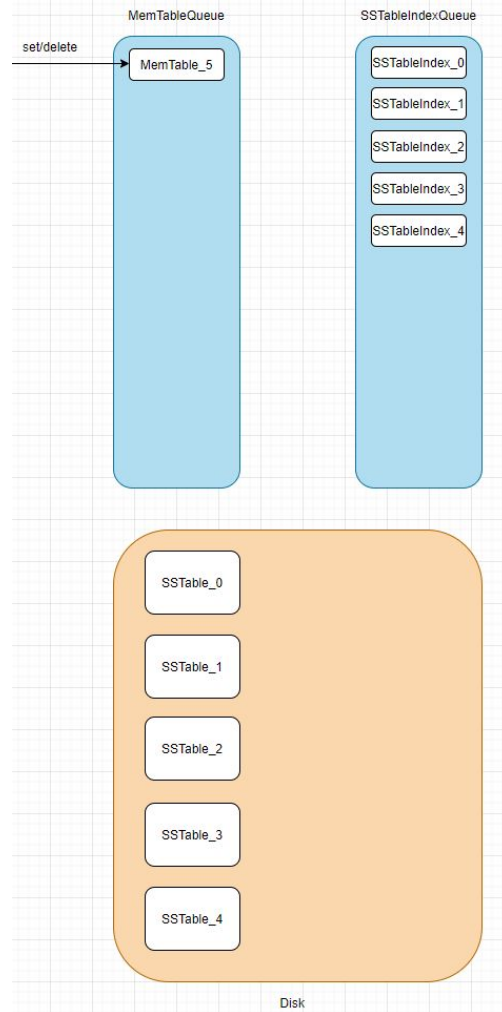 MemTableQueue
SSTableIndexQueue
set/delete
MemTable_5
SSTableIndex_0
SSTableIndex_1
SSTableIndex_2
SSTableIndex_3
SSTableIndex_4
SSTable_0
SSTable_1
SSTable_2
SSTable_3
SSTable_4
Disk